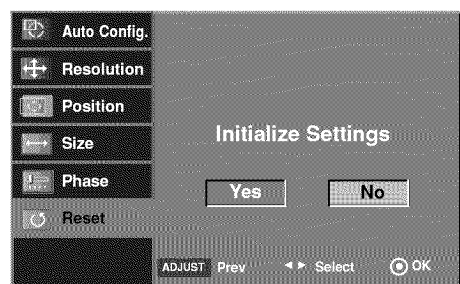 Auto Config.
Resolution
Position
Size
Phase
Reset
Initialize Settings
Yes
No
ADJUST Prev
Select
OK